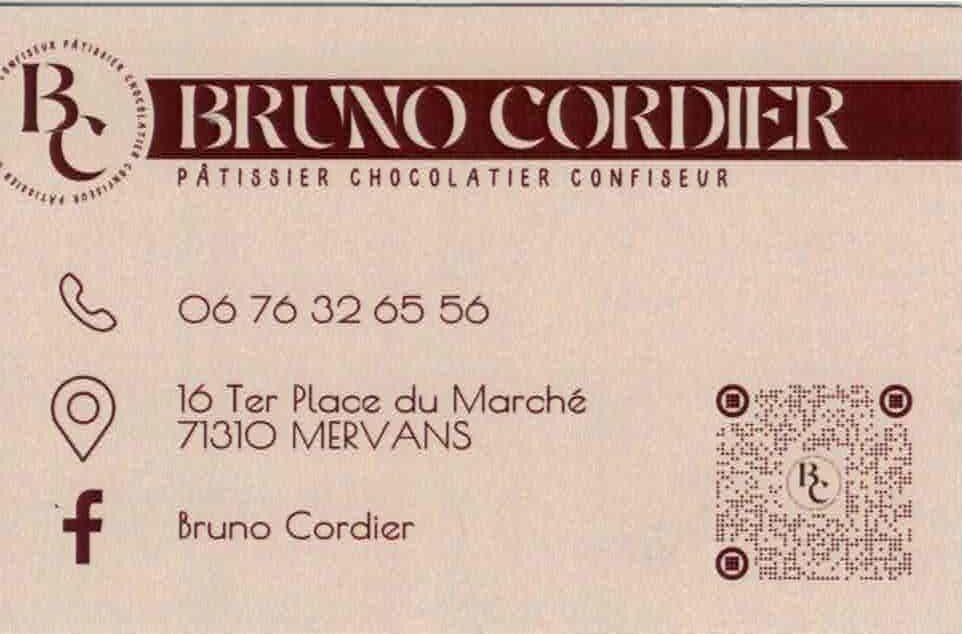 CONFISEUR PÂTISSIER CHOCOLATIER CONFISEUR PÂTISSIER
BC
BRUNO CORDIER
PÂTISSIER CHOCOLATIER CONFISEUR
06 76 32 65 56
16 Ter Place du Marché
71310 MERVANS
f
Bruno Cordier
BC